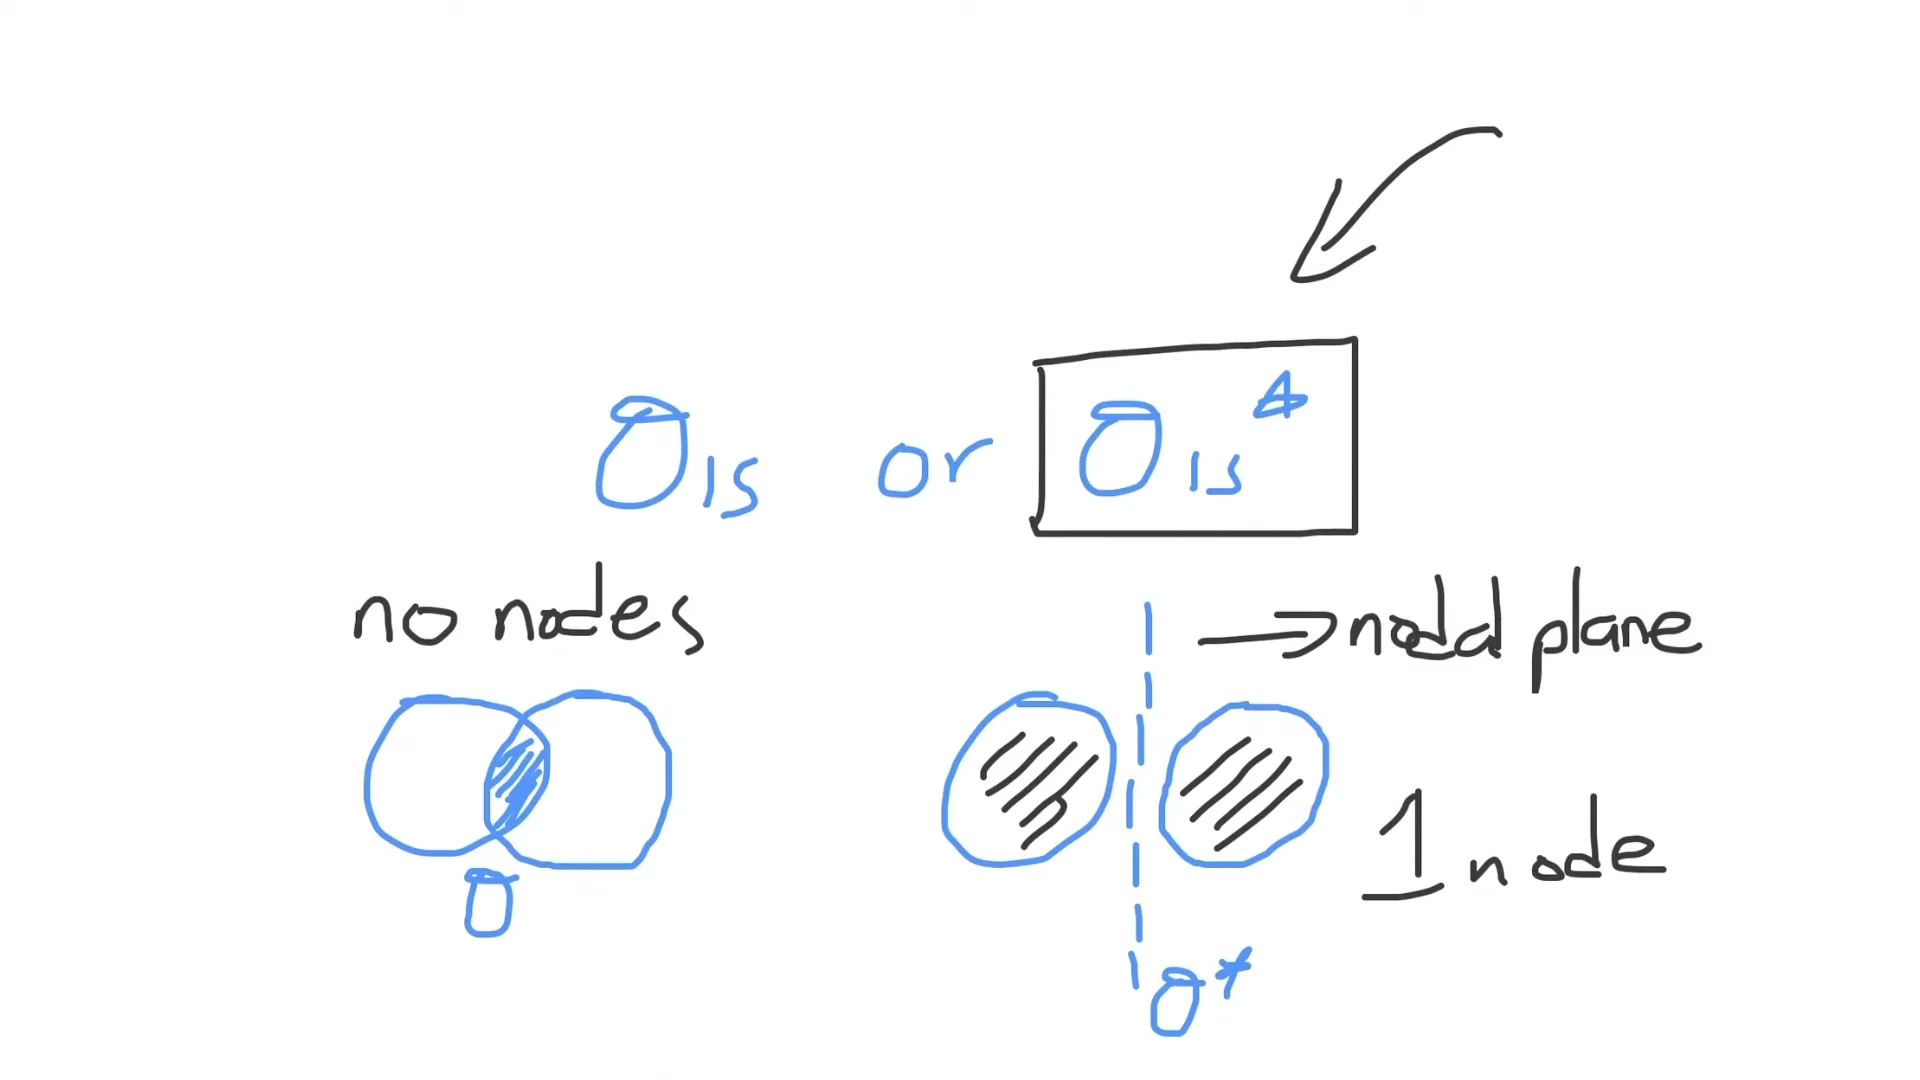 σ1s or σ1s*
no nodes
→ nodal plane
1 node
σ
σ*